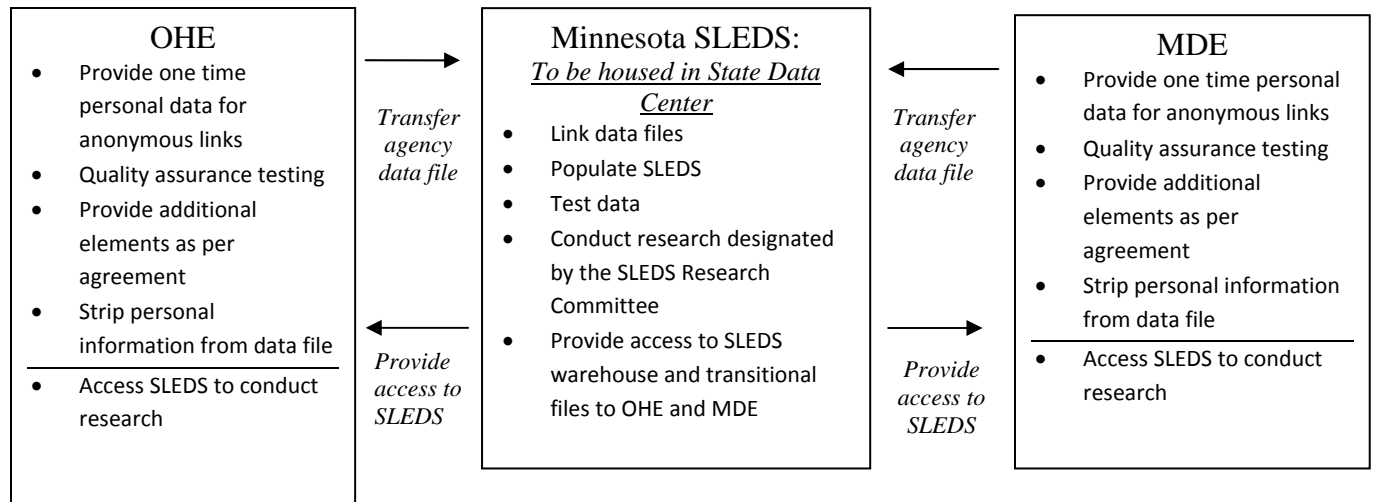 OHE
• Provide one time
personal data for
anonymous links
• Quality assurance testing
• Provide additional
elements as per
agreement
• Strip personal
information from data file
• Access SLEDS to conduct
research
Transfer
agency
data file
Provide
access to
SLEDS
Minnesota SLEDS:
To be housed in State Data
Center
• Link data files
• Populate SLEDS
• Test data
• Conduct research designated
by the SLEDS Research
Committee
• Provide access to SLEDS
warehouse and transitional
files to OHE and MDE
Transfer
agency
data file
Provide
access to
SLEDS
MDE
• Provide one time personal
data for anonymous links
• Quality assurance testing
• Provide additional
elements as per
agreement
• Strip personal information
from data file
• Access SLEDS to conduct
research